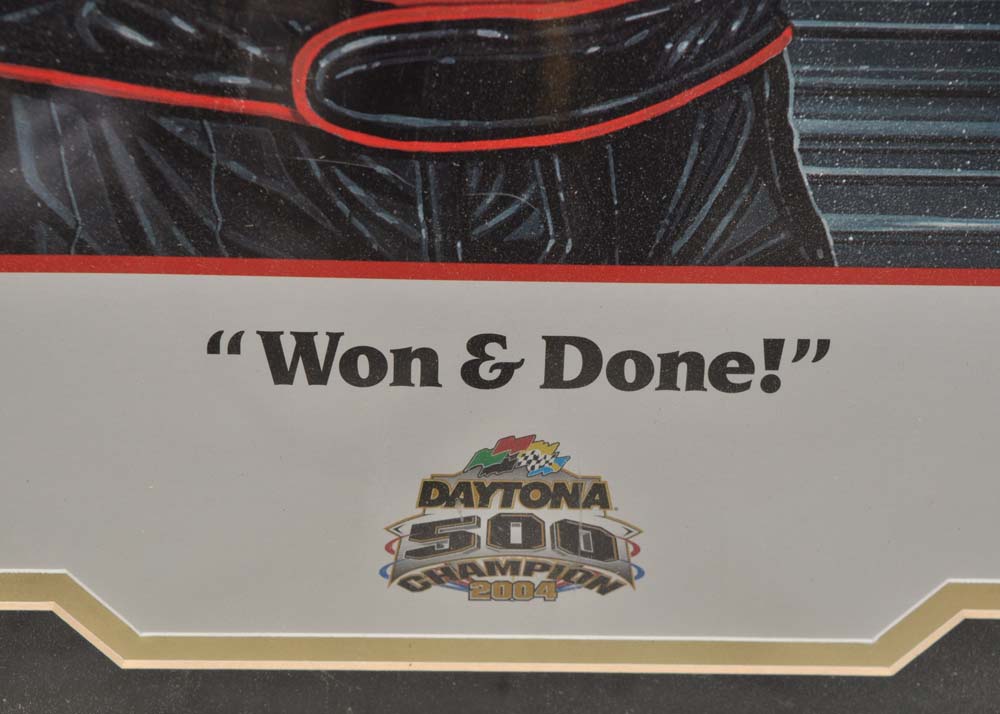 “Won & Done!”
DAYTONA
500
CHAMPION
2004